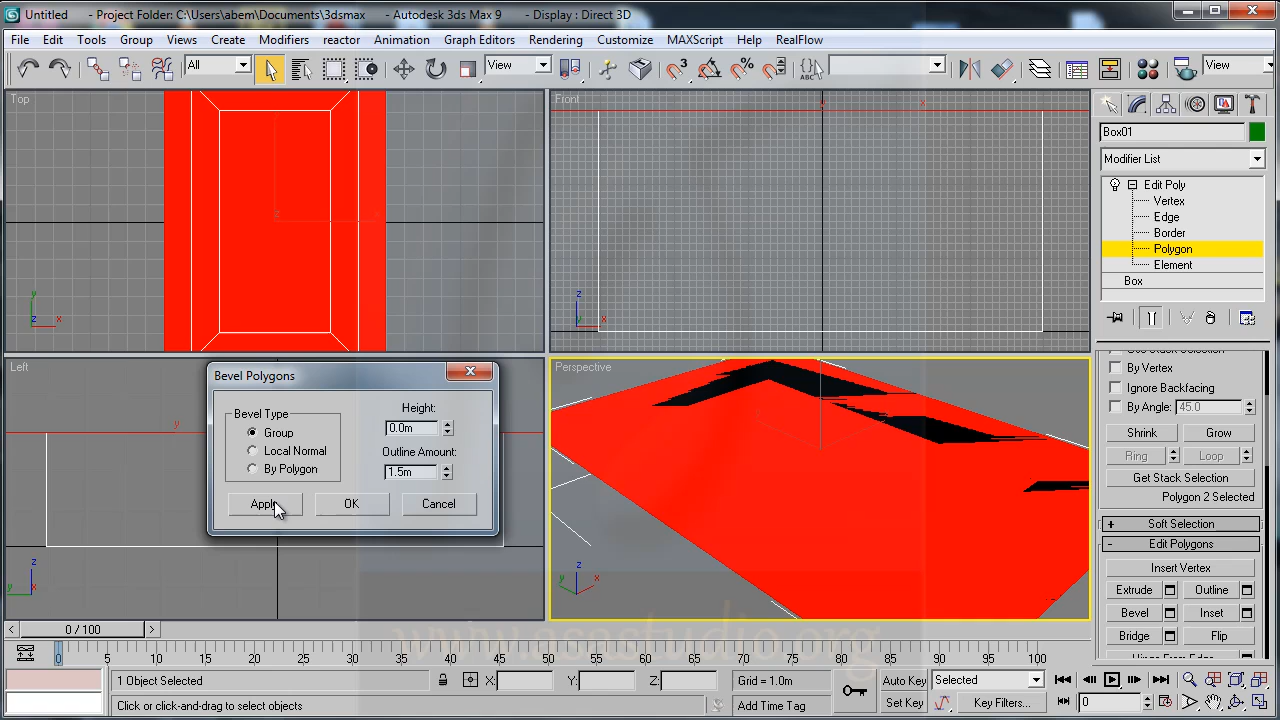 Untitled - Project Folder: C:\Users\abem\Documents\3dsmax - Autodesk 3ds Max 9 - Display : Direct 3D
File Edit Tools Group Views Create Modifiers reactor Animation Graph Editors Rendering Customize MAXScript Help RealFlow
All View 3 % ABC View
Top Front
Box01
Modifier List
Edit Poly
Vertex
Edge
Border
Polygon
Element
Box
By Vertex
Ignore Backfacing
By Angle: 45.0
Shrink Grow
Ring Loop
Get Stack Selection
Polygon 2 Selected
+ Soft Selection
- Edit Polygons
Insert Vertex
Extrude Outline
Bevel Inset
Bridge Flip
Left Perspective
Bevel Polygons
Bevel Type
Group
Local Normal
By Polygon
Height:
0.0m
Outline Amount:
1.5m
Apply OK Cancel
www.asastudio.org
< 0 / 100 >
0 5 10 15 20 25 30 35 40 45 50 55 60 65 70 75 80 85 90 95 100
1 Object Selected X: Y: Z: Grid = 1.0m Auto Key Selected
Click or click-and-drag to select objects Add Time Tag Set Key Key Filters... 0